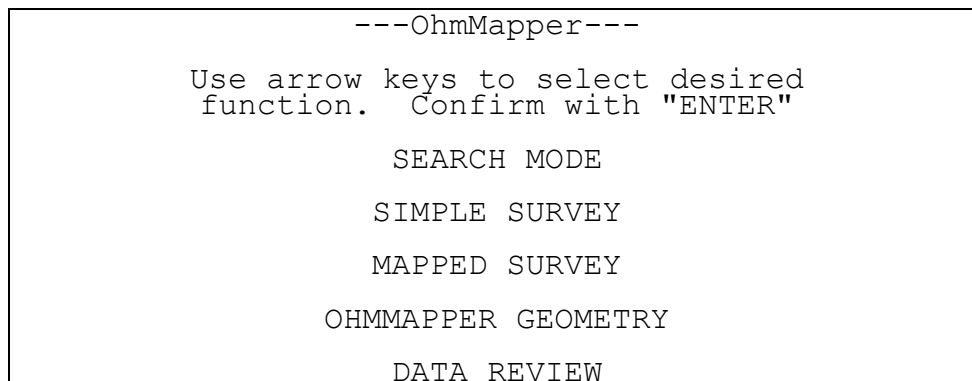 ---OhmMapper---
Use arrow keys to select desired
function.  Confirm with "ENTER"
SEARCH MODE
SIMPLE SURVEY
MAPPED SURVEY
OHMMAPPER GEOMETRY
DATA REVIEW